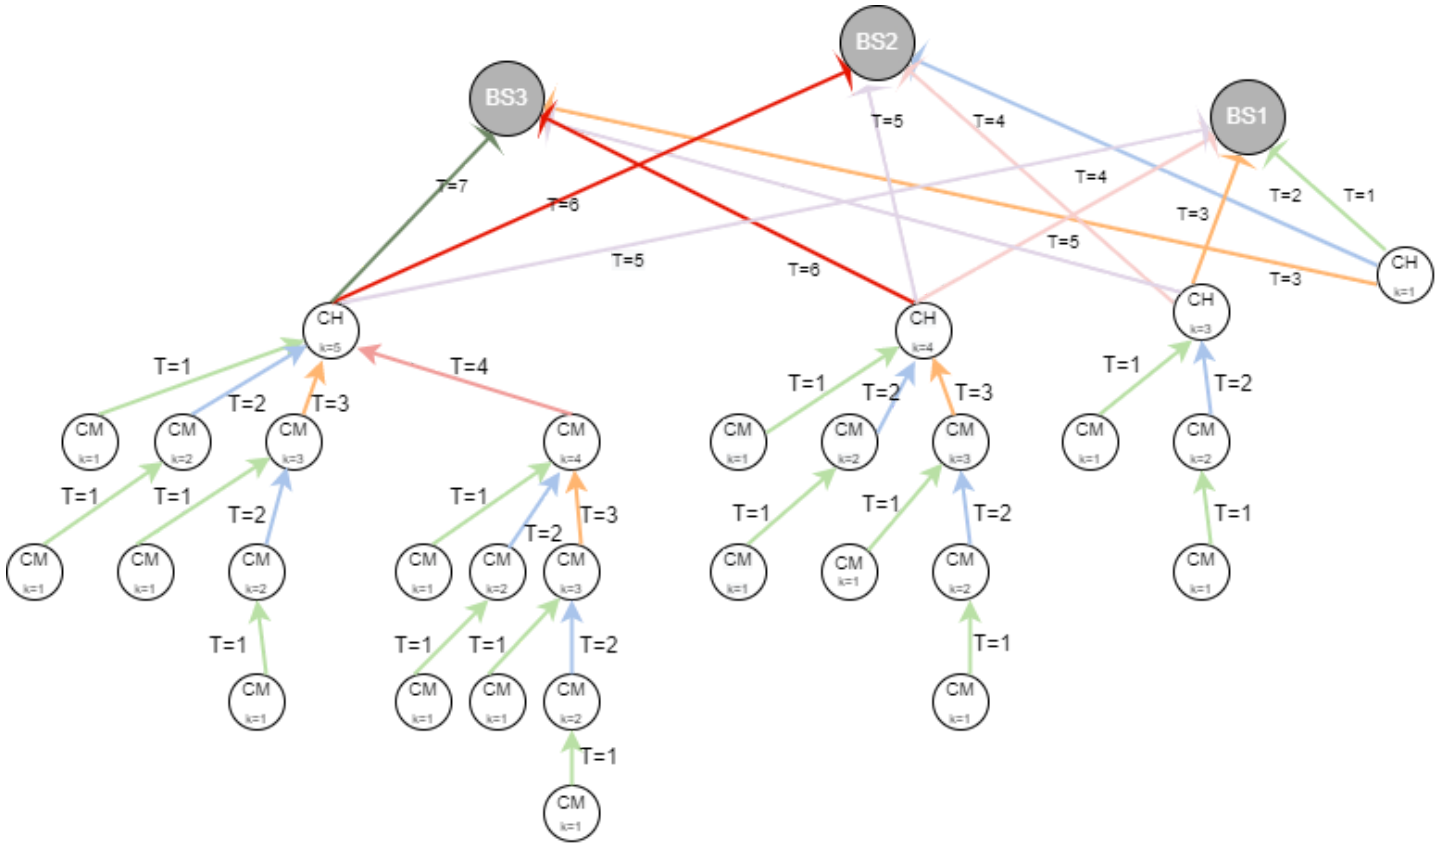 BS2
BS3
BS1
T=5
T=4
T=4
T=7
T=6
T=2
T=1
T=3
T=5
T=5
T=6
T=3
CH
k=1
CH
k=3
CH
k=5
CH
k=4
T=1
T=4
T=1
T=2
T=2
T=3
T=1
T=2
T=3
CM
k=1
CM
k=2
CM
k=3
CM
k=4
CM
k=1
CM
k=2
CM
k=3
CM
k=1
CM
k=2
T=1
T=1
T=2
T=1
T=2
T=3
T=1
T=1
T=2
T=1
CM
k=1
CM
k=1
CM
k=2
CM
k=1
CM
k=2
CM
k=3
CM
k=1
CM
k=1
CM
k=2
CM
k=1
T=1
T=1
T=1
T=2
T=1
CM
k=1
CM
k=1
CM
k=1
CM
k=2
CM
k=1
T=1
CM
k=1